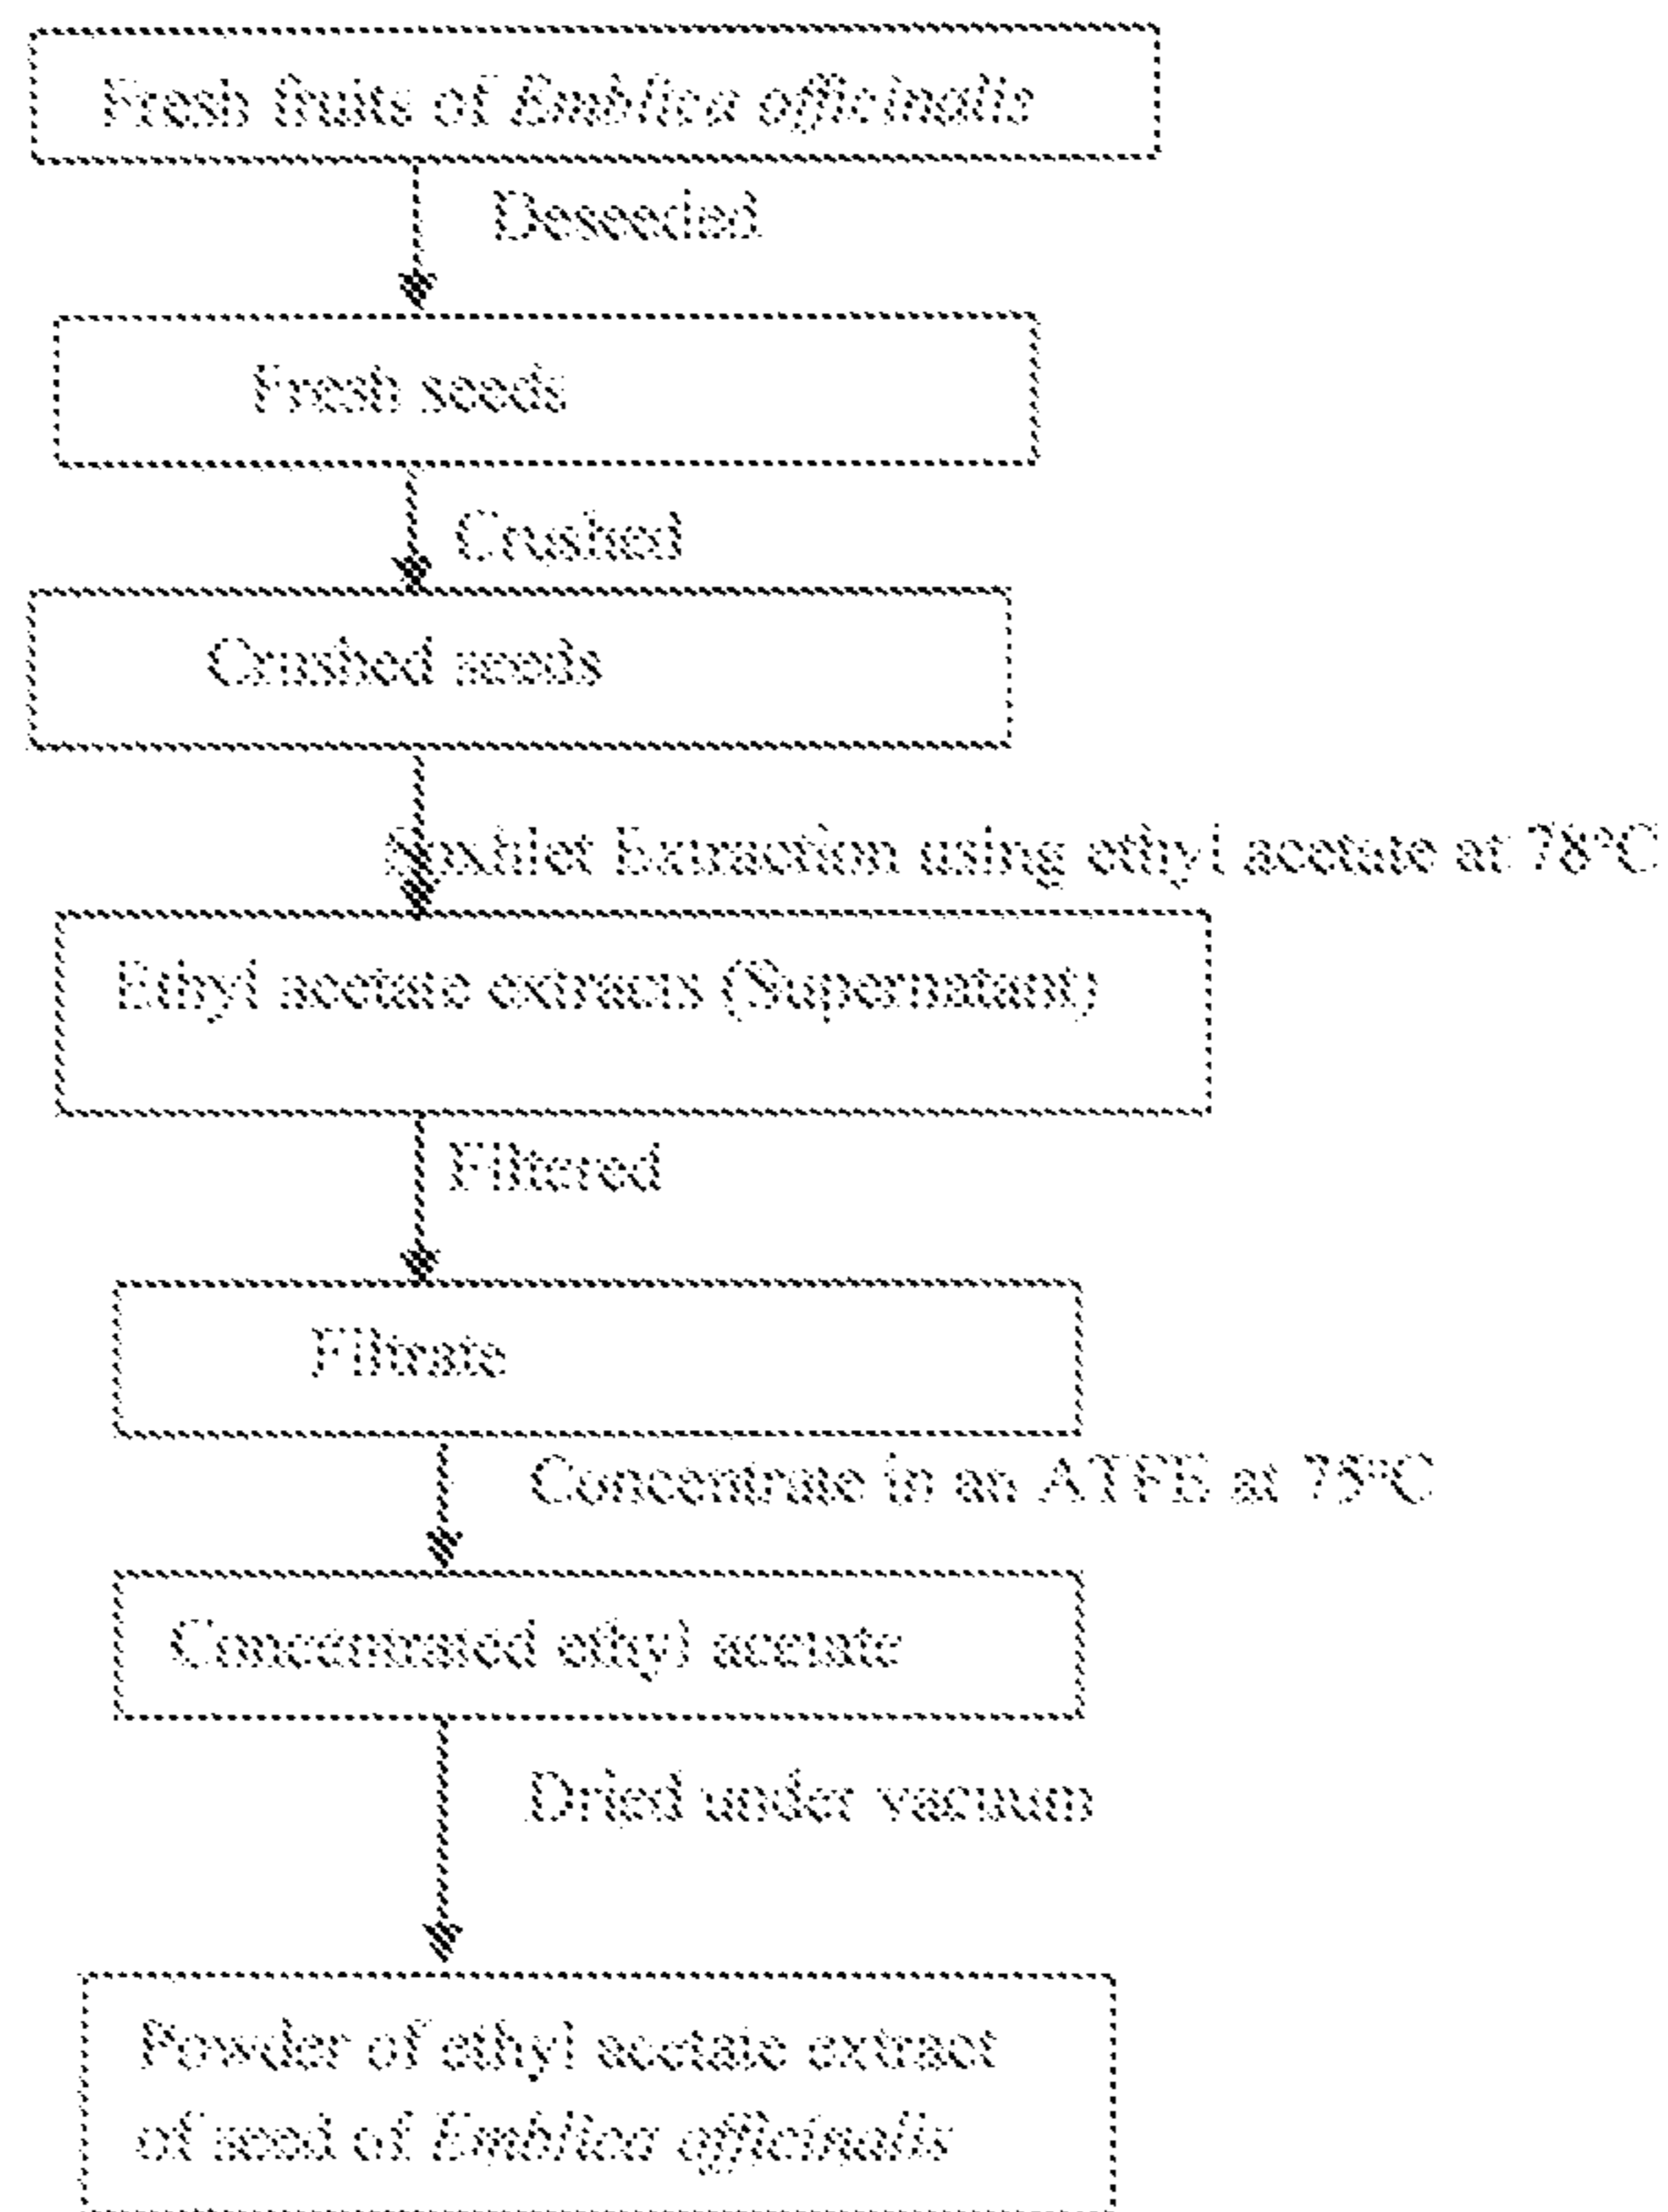 Fresh fruits of Emblica officinalis
Deseeded
Fresh seeds
Crushed
Crushed seeds
Soxhlet Extraction using ethyl acetate at 78°C
Ethyl acetate extracts (Supernatant)
Filtered
Filtrate
Concentrate in an ATFE at 75°C
Concentrated ethyl acetate
Dried under vacuum
Powder of ethyl acetate extract
of seed of Emblica officinalis